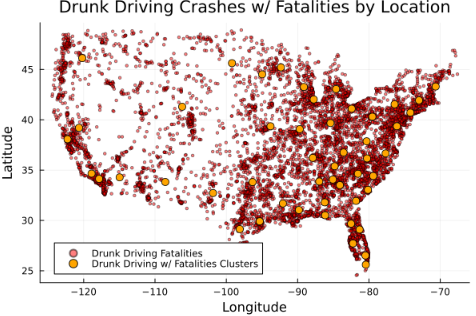 Drunk Driving Crashes w/ Fatalities by Location
45
40
35
30
25
Latitude
Drunk Driving Fatalities
Drunk Driving w/ Fatalities Clusters
−120 −110 −100 −90 −80 −70
Longitude